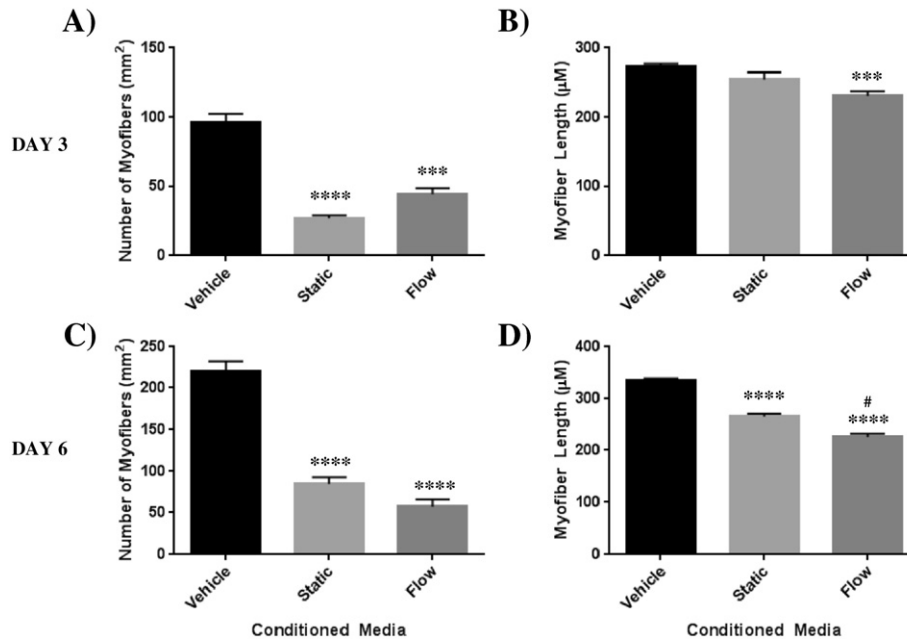 A)
Number of Myofibers (mm²)
150
100
50
0
****
***
Vehicle
Static
Flow
B)
Myofiber Length (µM)
300
200
100
0
***
Vehicle
Static
Flow
DAY 3
C)
Number of Myofibers (mm²)
250
200
150
100
50
0
****
****
Vehicle
Static
Flow
Conditioned Media
D)
Myofiber Length (µM)
400
300
200
100
0
****
#
****
Vehicle
Static
Flow
Conditioned Media
DAY 6